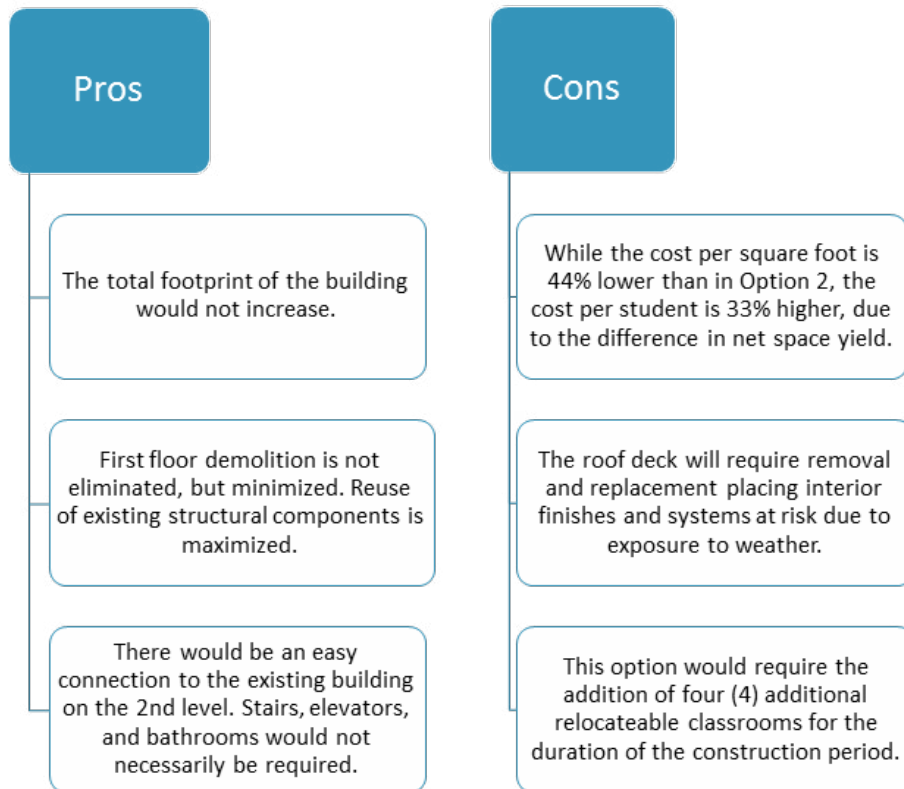 Pros
The total footprint of the building
would not increase.
First floor demolition is not
eliminated, but minimized. Reuse
of existing structural components is
maximized.
There would be an easy
connection to the existing building
on the 2nd level. Stairs, elevators,
and bathrooms would not
necessarily be required.
Cons
While the cost per square foot is
44% lower than in Option 2, the
cost per student is 33% higher, due
to the difference in net space yield.
The roof deck will require removal
and replacement placing interior
finishes and systems at risk due to
exposure to weather.
This option would require the
addition of four (4) additional
relocateable classrooms for the
duration of the construction period.